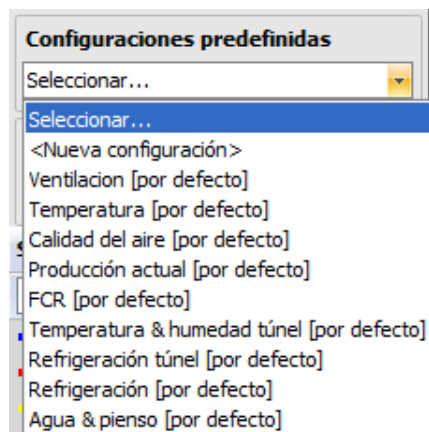 Configuraciones predefinidas
Seleccionar...
Seleccionar...
<Nueva configuración>
Ventilacion [por defecto]
Temperatura [por defecto]
Calidad del aire [por defecto]
Producción actual [por defecto]
FCR [por defecto]
Temperatura & humedad túnel [por defecto]
Refrigeración túnel [por defecto]
Refrigeración [por defecto]
Agua & pienso [por defecto]